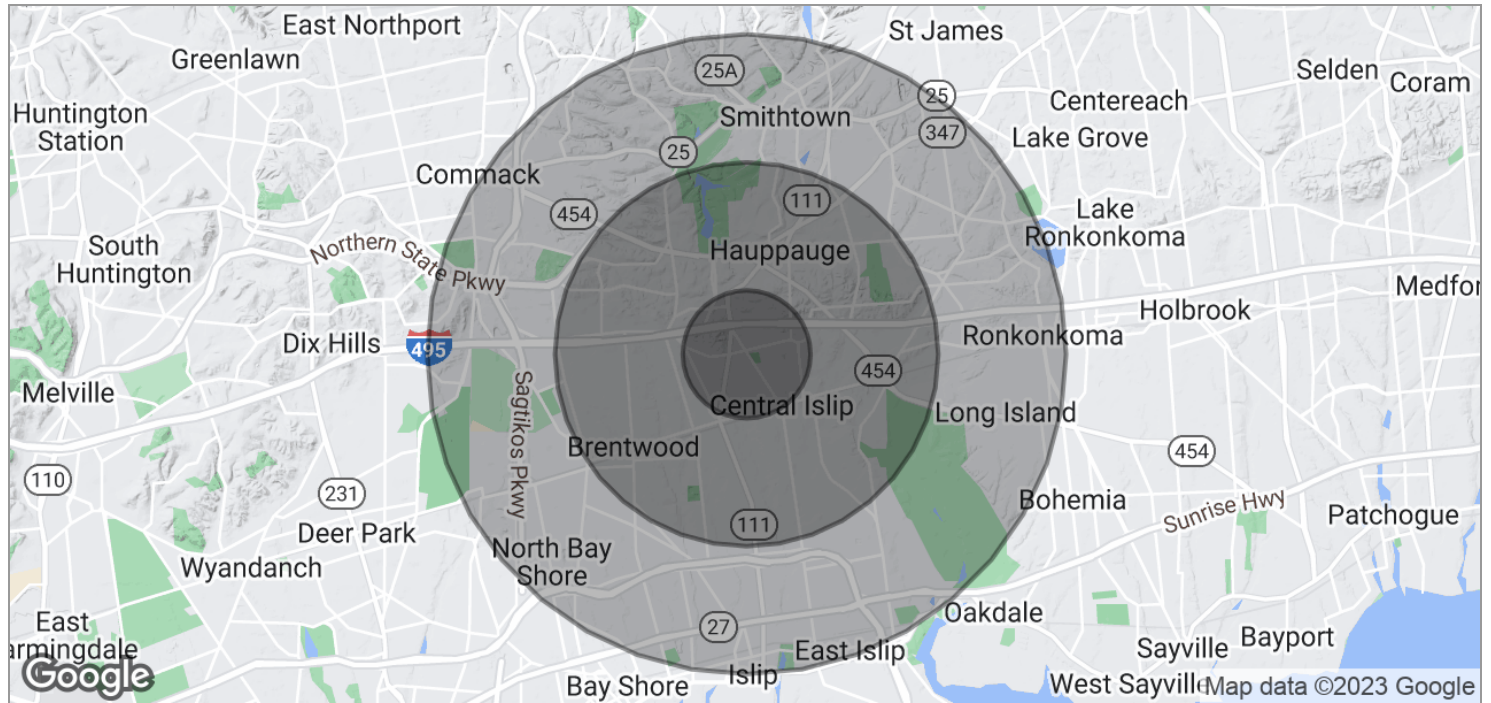 East Northport
Greenlawn
St James
25A
25
Selden
Coram
Centereach
Huntington
Station
Smithtown
347
Lake Grove
25
Commack
454
111
Lake
Ronkonkoma
South
Huntington
Northern State Pkwy
Hauppauge
Medfor
Holbrook
Dix Hills
495
Ronkonkoma
Melville
Sagtikos Pkwy
454
Central Islip
Long Island
Brentwood
454
110
231
Bohemia
Sunrise Hwy
Patchogue
Deer Park
111
North Bay
Shore
Wyandanch
East
armingdale
27
Oakdale
Sayville
Bayport
East Islip
Islip
Bay Shore
West Sayville
Google
Map data ©2023 Google